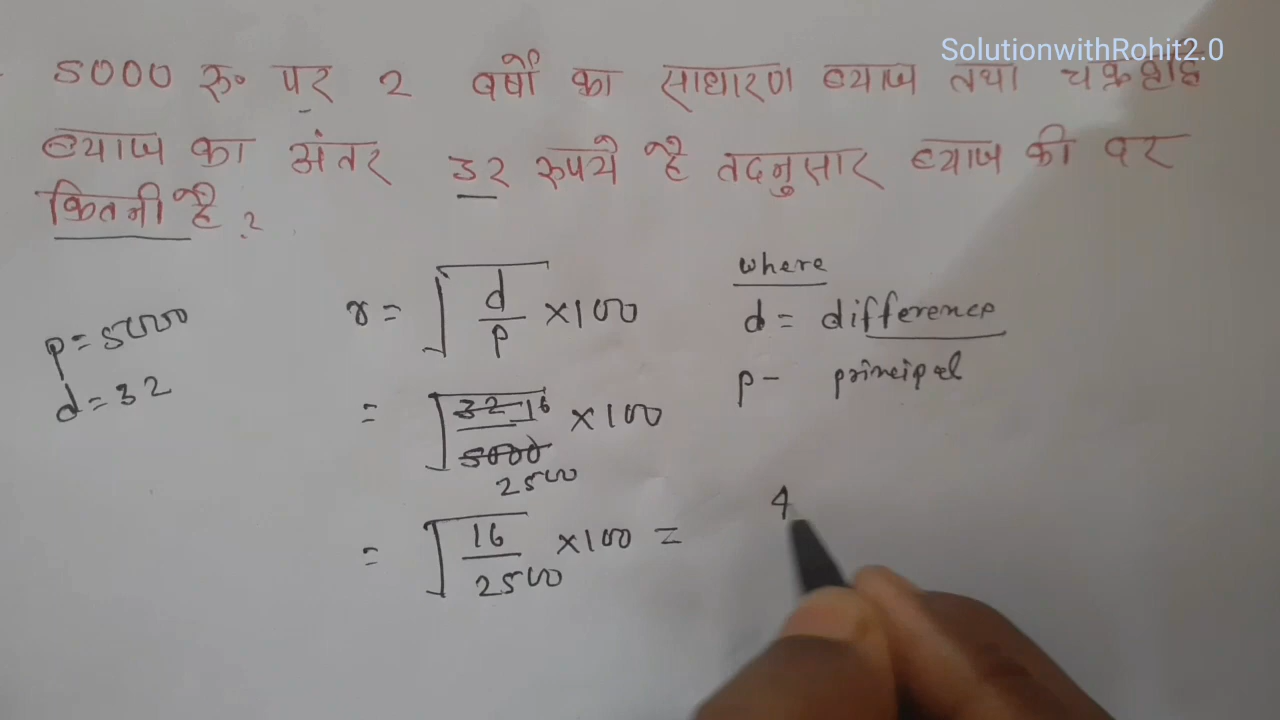 SolutionwithRohit2.0
5000 रु० पर 2 वर्षों का साधारण ब्याज तथा चक्रवृद्धि
ब्याज का अंतर 32 रुपये है तदनुसार ब्याज की दर
कितनी है ?
p = 5000
d = 32
r = √(d/p) × 100
= √(32 16/5000 2500) × 100
= √(16/2500) × 100 = 4
where
d = difference
p - principal